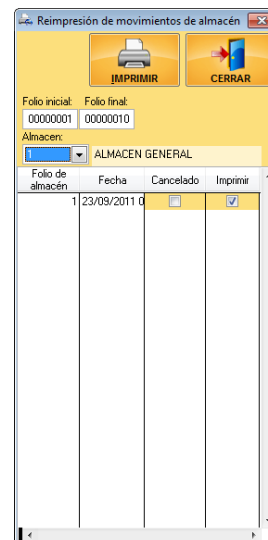 Reimpresión de movimientos de almacén
IMPRIMIR CERRAR
Folio inicial: Folio final:
00000001 00000010
Almacen:
1 ALMACEN GENERAL
Folio de almacén Fecha Cancelado Imprimir
1 23/09/2011 0